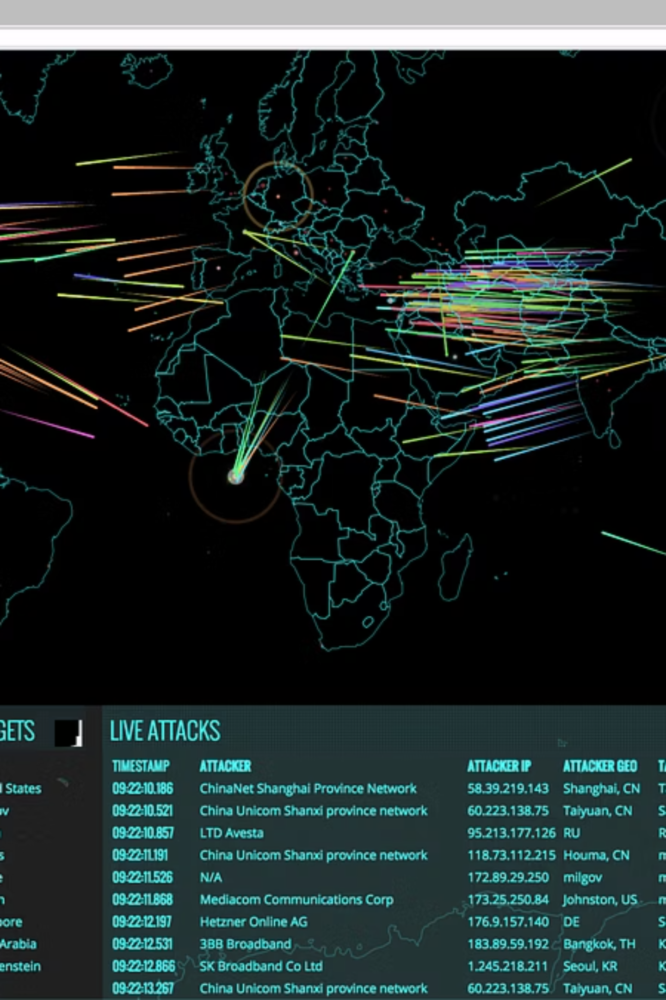 GETS
LIVE ATTACKS
TIMESTAMP ATTACKER ATTACKER IP ATTACKER GEO
States 09:22:10.186 ChinaNet Shanghai Province Network 58.39.219.143 Shanghai, CN
09:22:10.521 China Unicom Shanxi province network 60.223.138.75 Taiyuan, CN
09:22:10.857 LTD Avesta 95.213.177.126 RU
09:22:11.191 China Unicom Shanxi province network 118.73.112.215 Houma, CN
09:22:11.526 N/A 172.89.29.250 milgov
09:22:11.868 Mediacom Communications Corp 173.25.250.84 Johnston, US
pore 09:22:12.197 Hetzner Online AG 176.9.157.140 DE
Arabia 09:22:12.531 3BB Broadband 183.89.59.192 Bangkok, TH
enstein 09:22:12.866 SK Broadband Co Ltd 1.245.218.211 Seoul, KR
09:22:13.267 China Unicom Shanxi province network 60.223.138.75 Taiyuan, CN